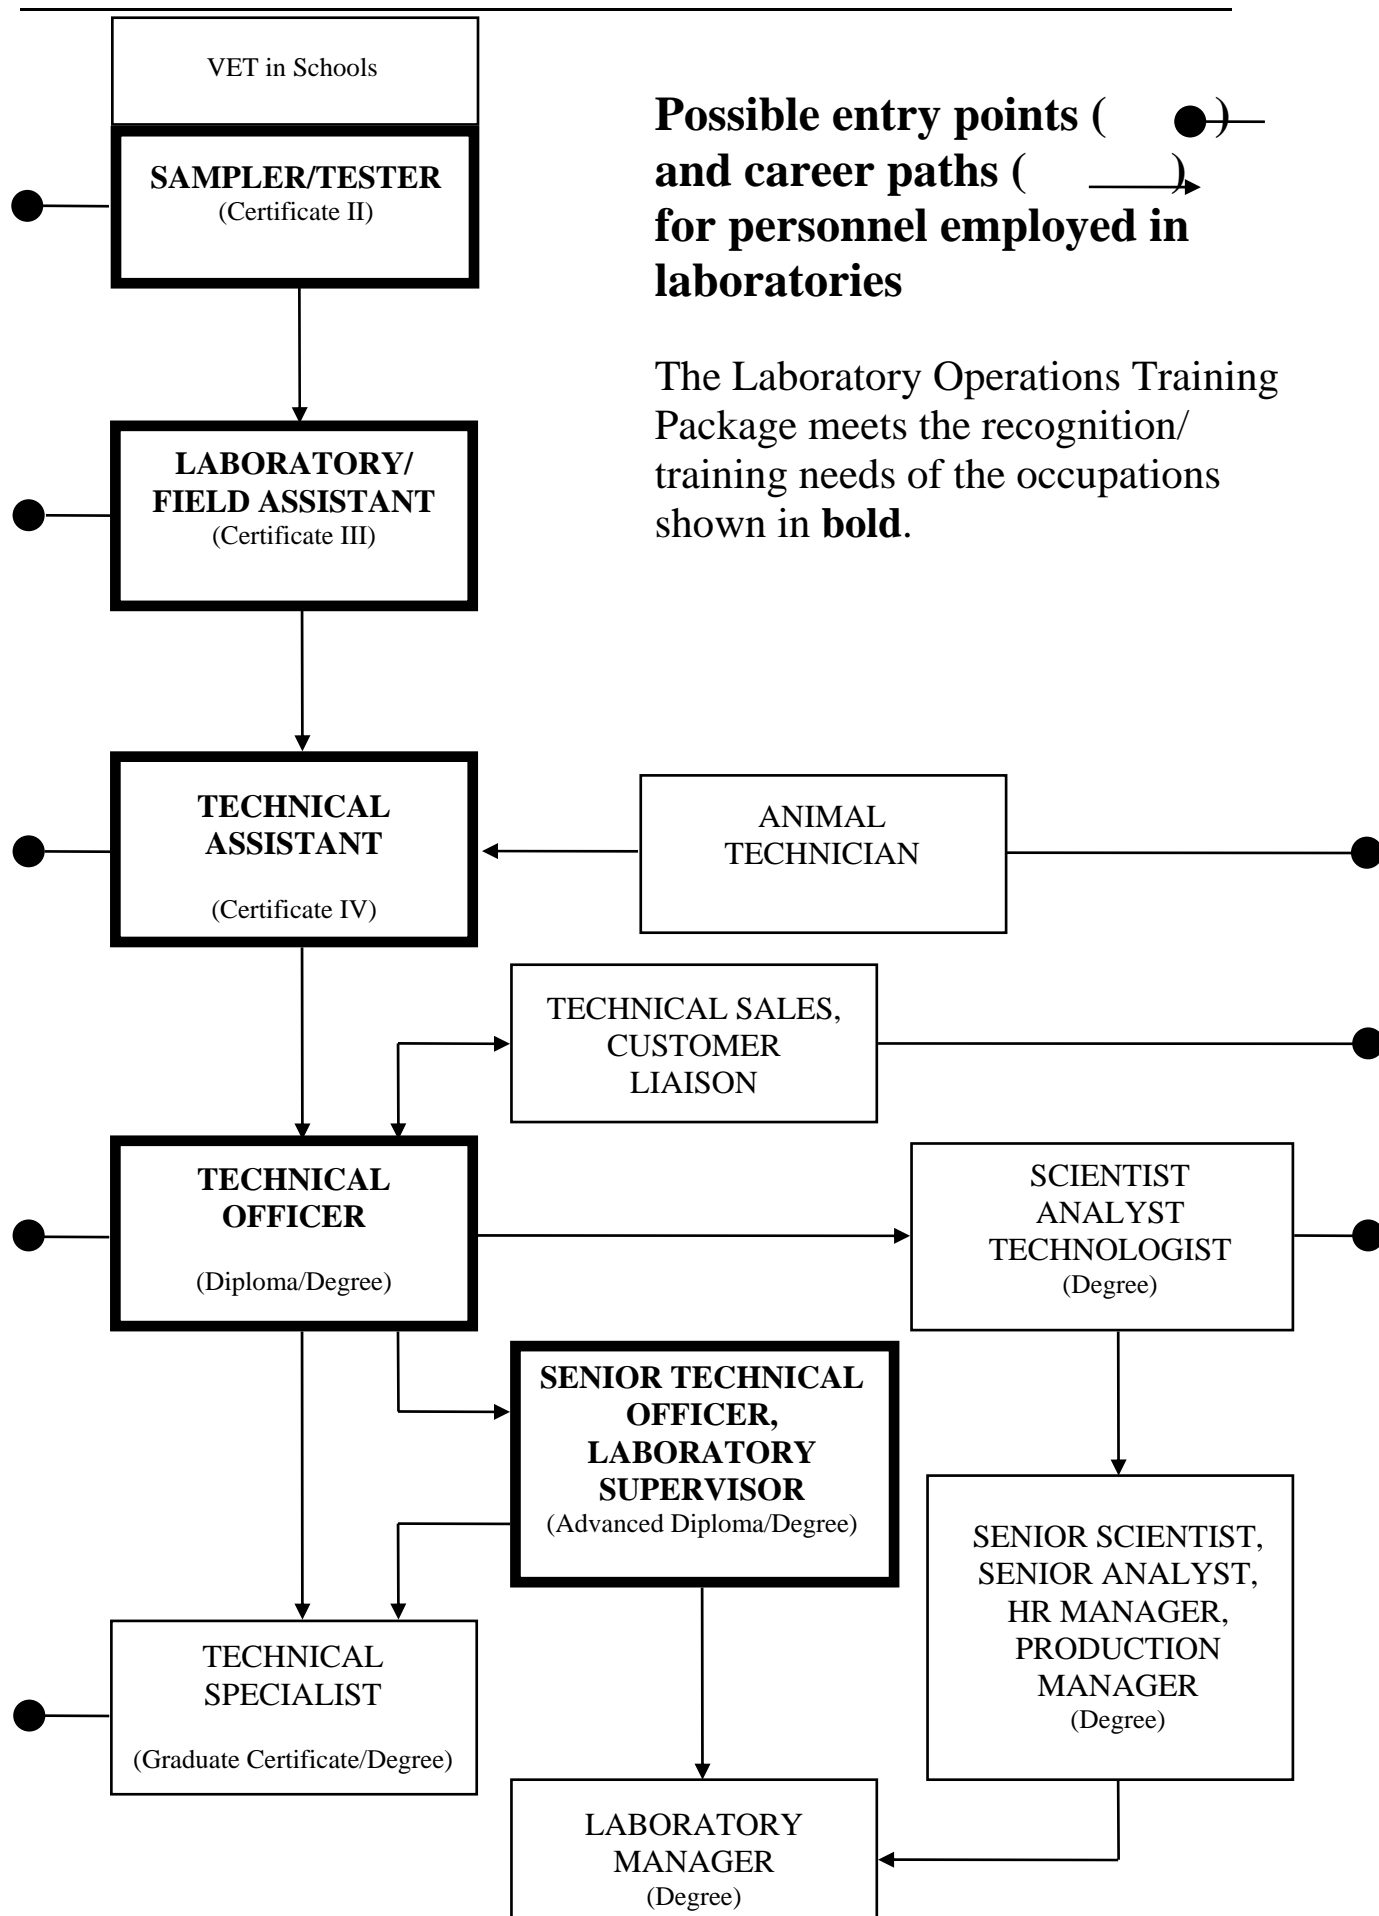 VET in Schools
SAMPLER/TESTER
(Certificate II)
Possible entry points ( )
and career paths ( )
for personnel employed in
laboratories
The Laboratory Operations Training
Package meets the recognition/
training needs of the occupations
shown in bold.
LABORATORY/
FIELD ASSISTANT
(Certificate III)
TECHNICAL
ASSISTANT
(Certificate IV)
ANIMAL
TECHNICIAN
TECHNICAL SALES,
CUSTOMER
LIAISON
TECHNICAL
OFFICER
(Diploma/Degree)
SCIENTIST
ANALYST
TECHNOLOGIST
(Degree)
SENIOR TECHNICAL
OFFICER,
LABORATORY
SUPERVISOR
(Advanced Diploma/Degree)
SENIOR SCIENTIST,
SENIOR ANALYST,
HR MANAGER,
PRODUCTION
MANAGER
(Degree)
TECHNICAL
SPECIALIST
(Graduate Certificate/Degree)
LABORATORY
MANAGER
(Degree)